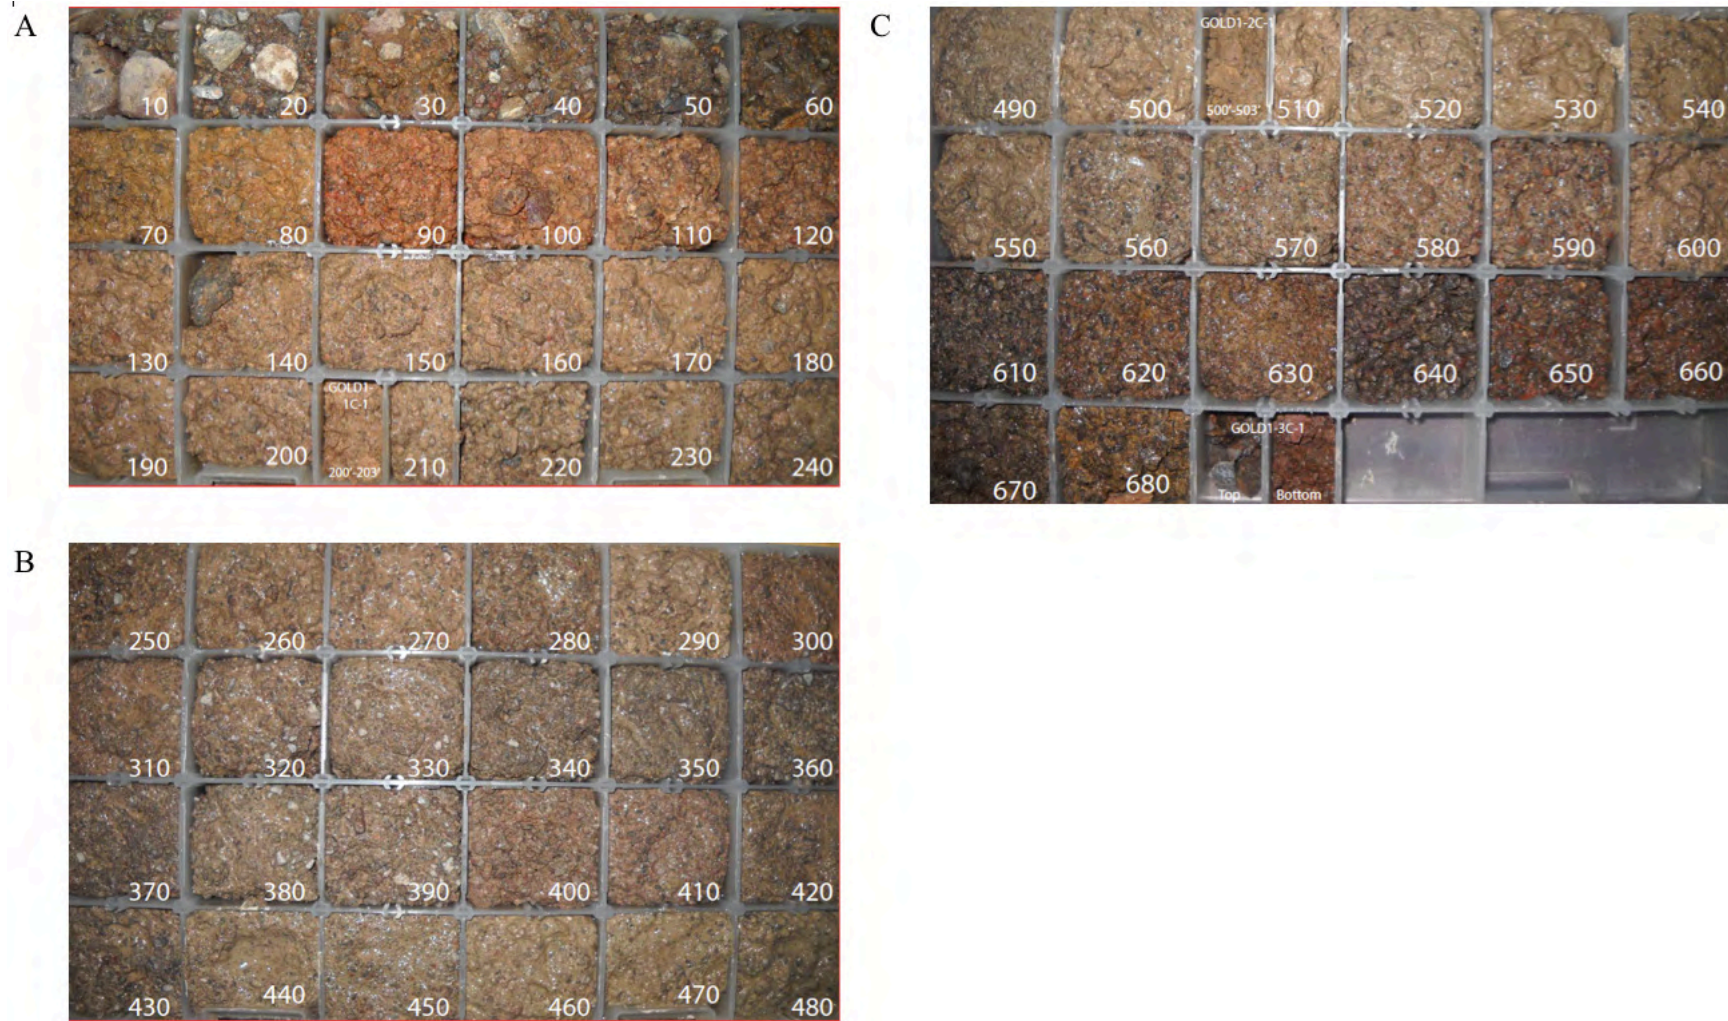 A
10 20 30 40 50 60
70 80 90 100 110 120
130 140 150 160 170 180
GOLD1-
1C-1
190 200 200'-203' 210 220 230 240
B
250 260 270 280 290 300
310 320 330 340 350 360
370 380 390 400 410 420
430 440 450 460 470 480
C
GOLD1-2C-1
490 500 500'-503' 510 520 530 540
550 560 570 580 590 600
610 620 630 640 650 660
GOLD1-3C-1
670 680 Top Bottom